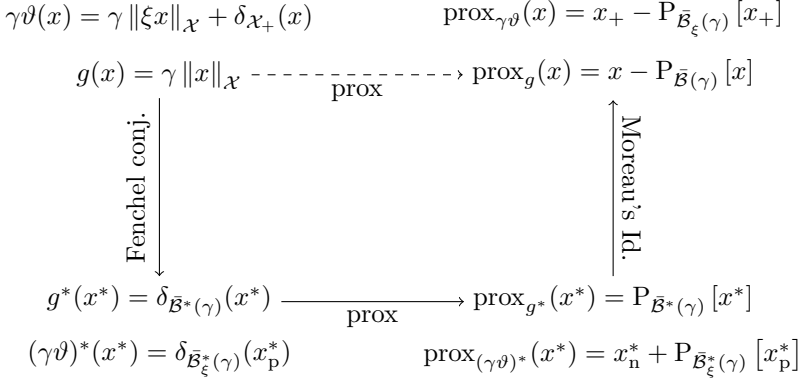 γϑ(x) = γ ‖ξx‖_𝒳 + δ_{𝒳₊}(x)    prox_{γϑ}(x) = x₊ − P_{ℬ̄_ξ(γ)} [x₊]
g(x) = γ ‖x‖_𝒳    prox    prox_g(x) = x − P_{ℬ̄(γ)} [x]
Fenchel conj.
Moreau's Id.
g*(x*) = δ_{ℬ̄*(γ)}(x*)    prox    prox_{g*}(x*) = P_{ℬ̄*(γ)} [x*]
(γϑ)*(x*) = δ_{ℬ̄*_ξ(γ)}(x*_p)    prox_{(γϑ)*}(x*) = x*_n + P_{ℬ̄*_ξ(γ)} [x*_p]